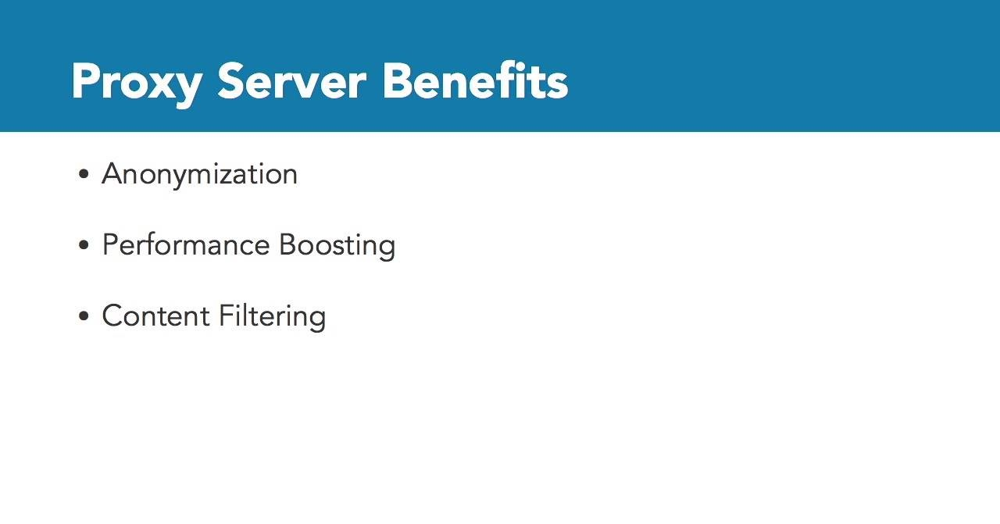 Proxy Server Benefits
• Anonymization
• Performance Boosting
• Content Filtering